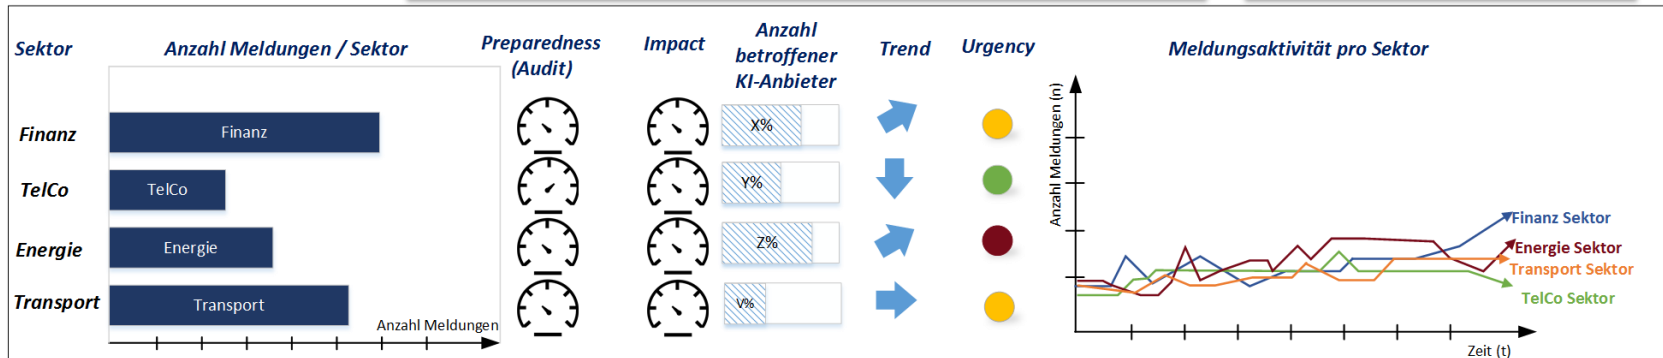 Sektor
Anzahl Meldungen / Sektor
Preparedness
(Audit)
Impact
Anzahl
betroffener
KI-Anbieter
Trend
Urgency
Meldungsaktivität pro Sektor
Finanz
Finanz
X%
TelCo
TelCo
Y%
Energie
Energie
Z%
Transport
Transport
V%
Anzahl Meldungen
Anzahl Meldungen (n)
Finanz Sektor
Energie Sektor
Transport Sektor
TelCo Sektor
Zeit (t)